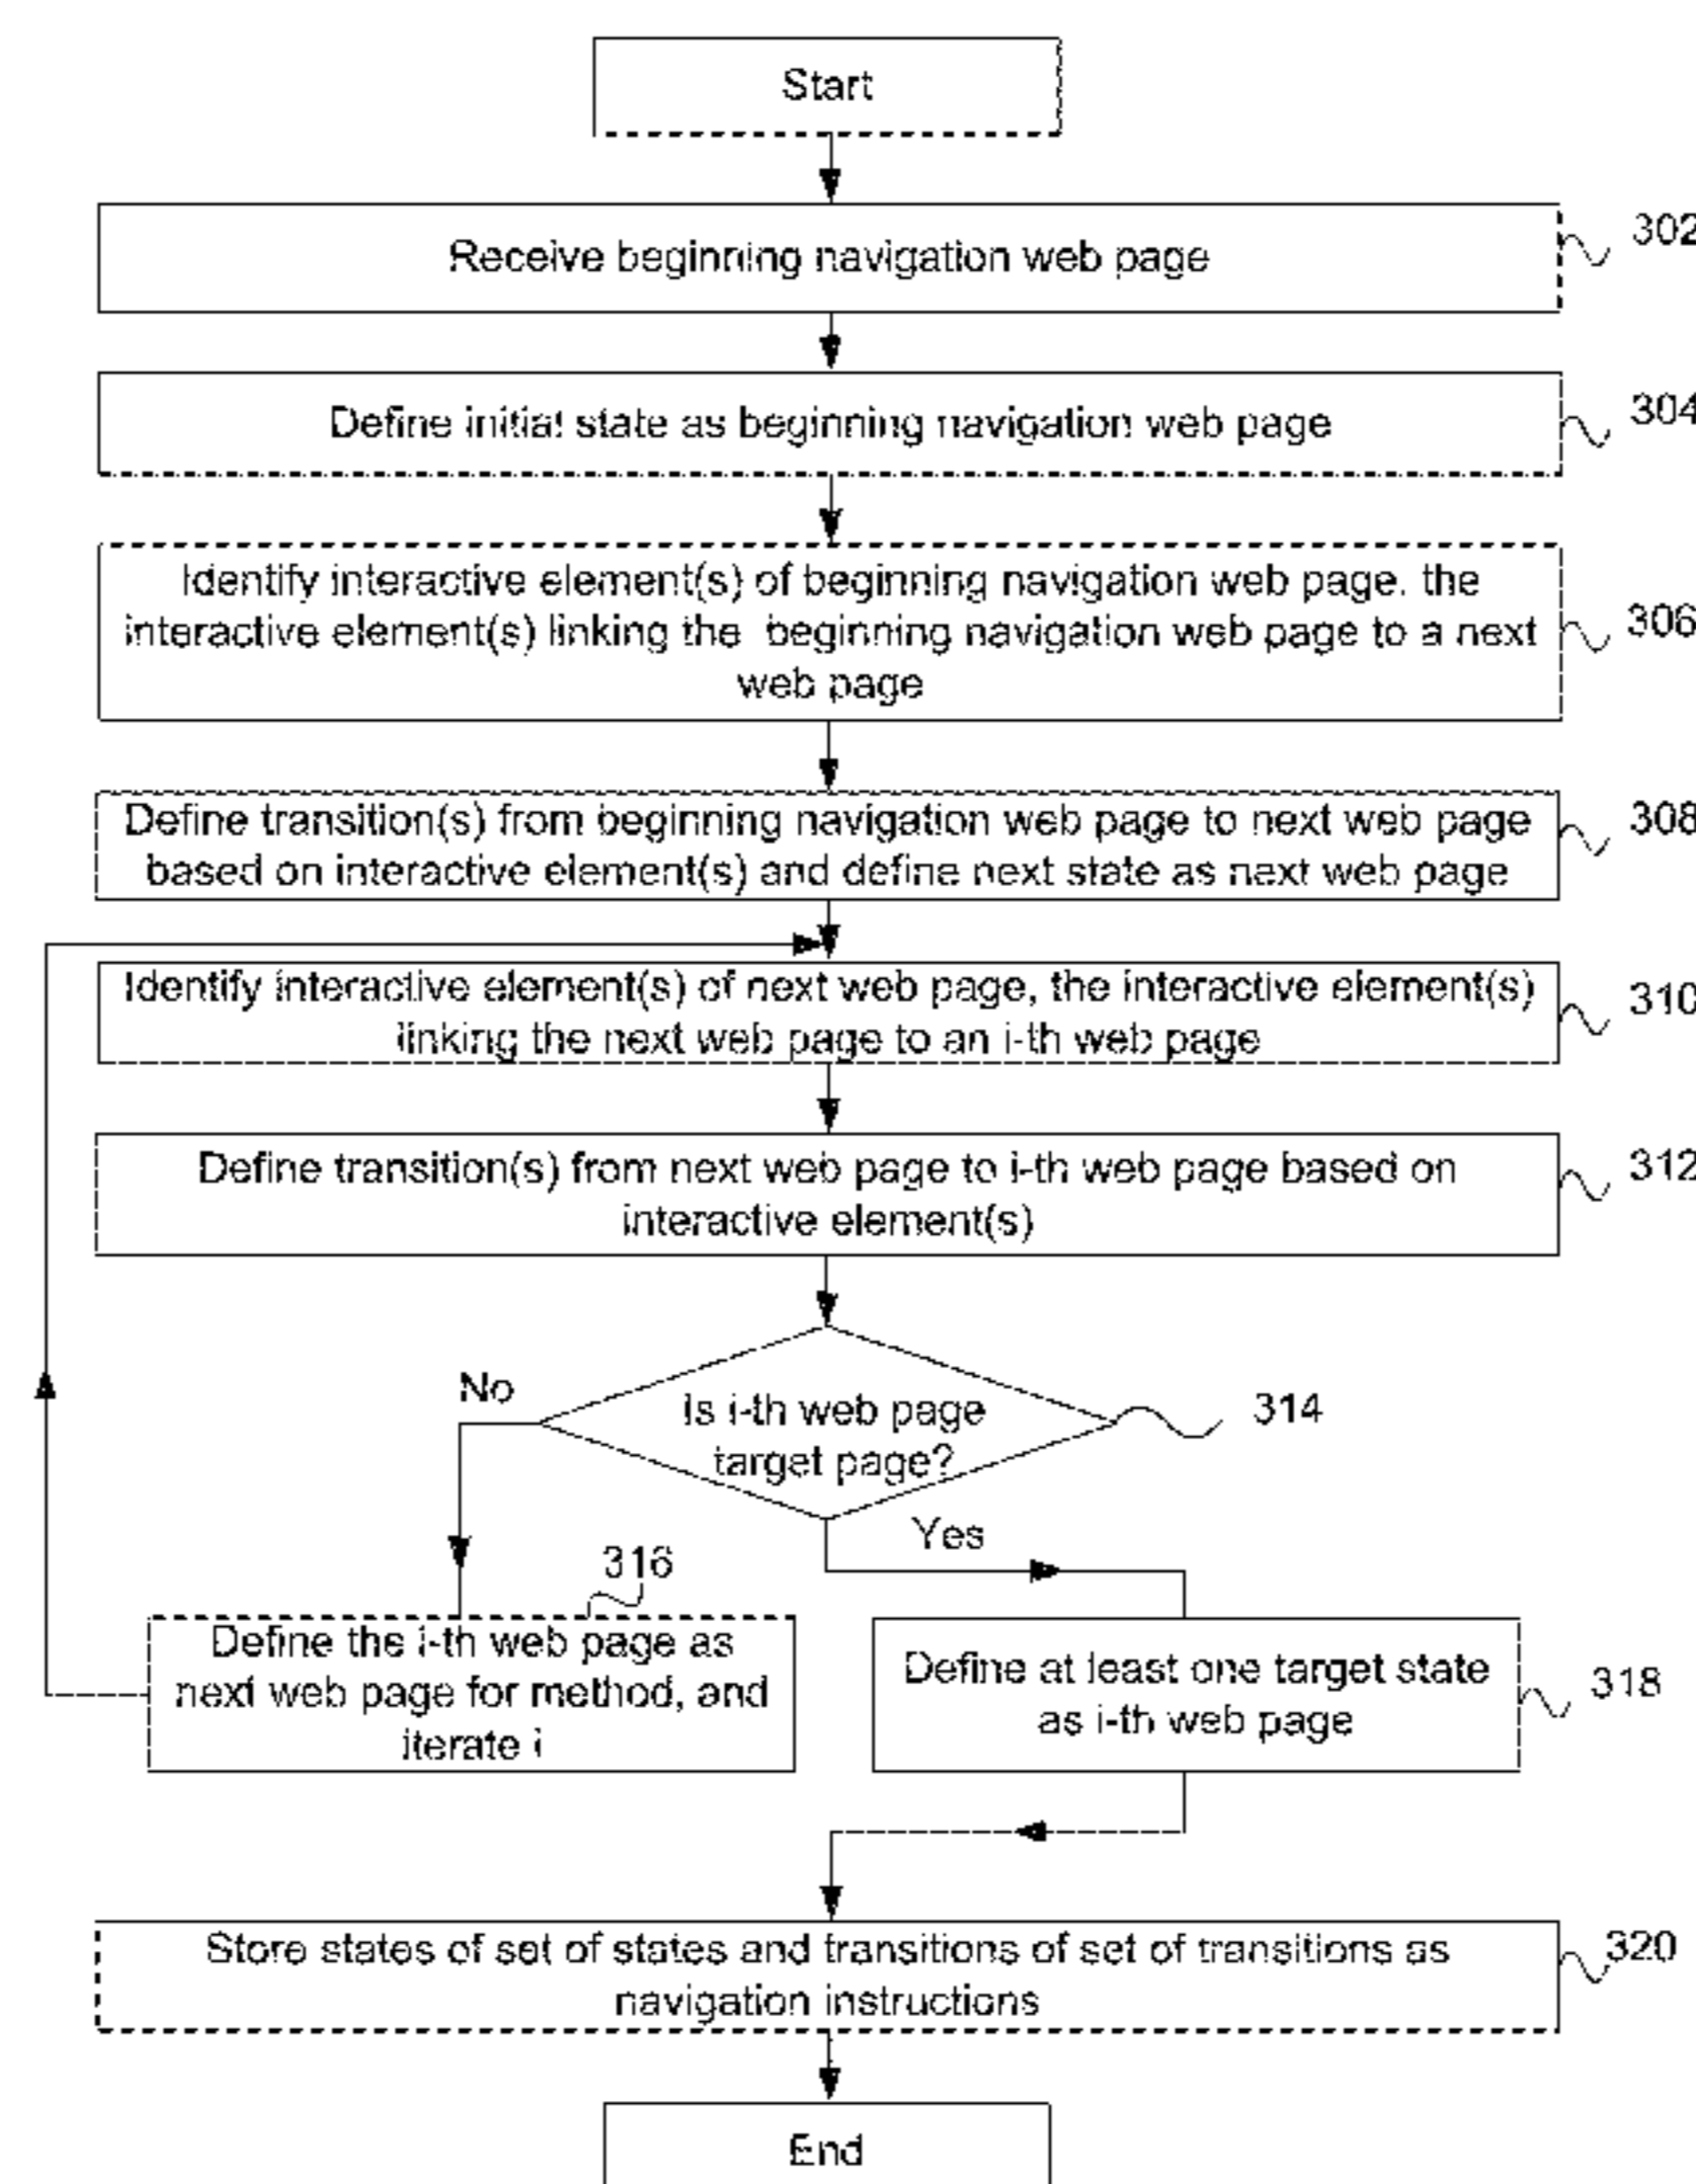 Start
Receive beginning navigation web page
302
Define initial state as beginning navigation web page
304
Identify interactive element(s) of beginning navigation web page. the
interactive element(s) linking the beginning navigation web page to a next
web page
306
Define transition(s) from beginning navigation web page to next web page
based on interactive element(s) and define next state as next web page
308
Identify interactive element(s) of next web page, the interactive element(s)
linking the next web page to an i-th web page
310
Define transition(s) from next web page to i-th web page based on
interactive element(s)
312
No
Is i-th web page
target page?
314
Yes
316
Define the i-th web page as
next web page for method, and
iterate i
Define at least one target state
as i-th web page
318
Store states of set of states and transitions of set of transitions as
navigation instructions
320
End